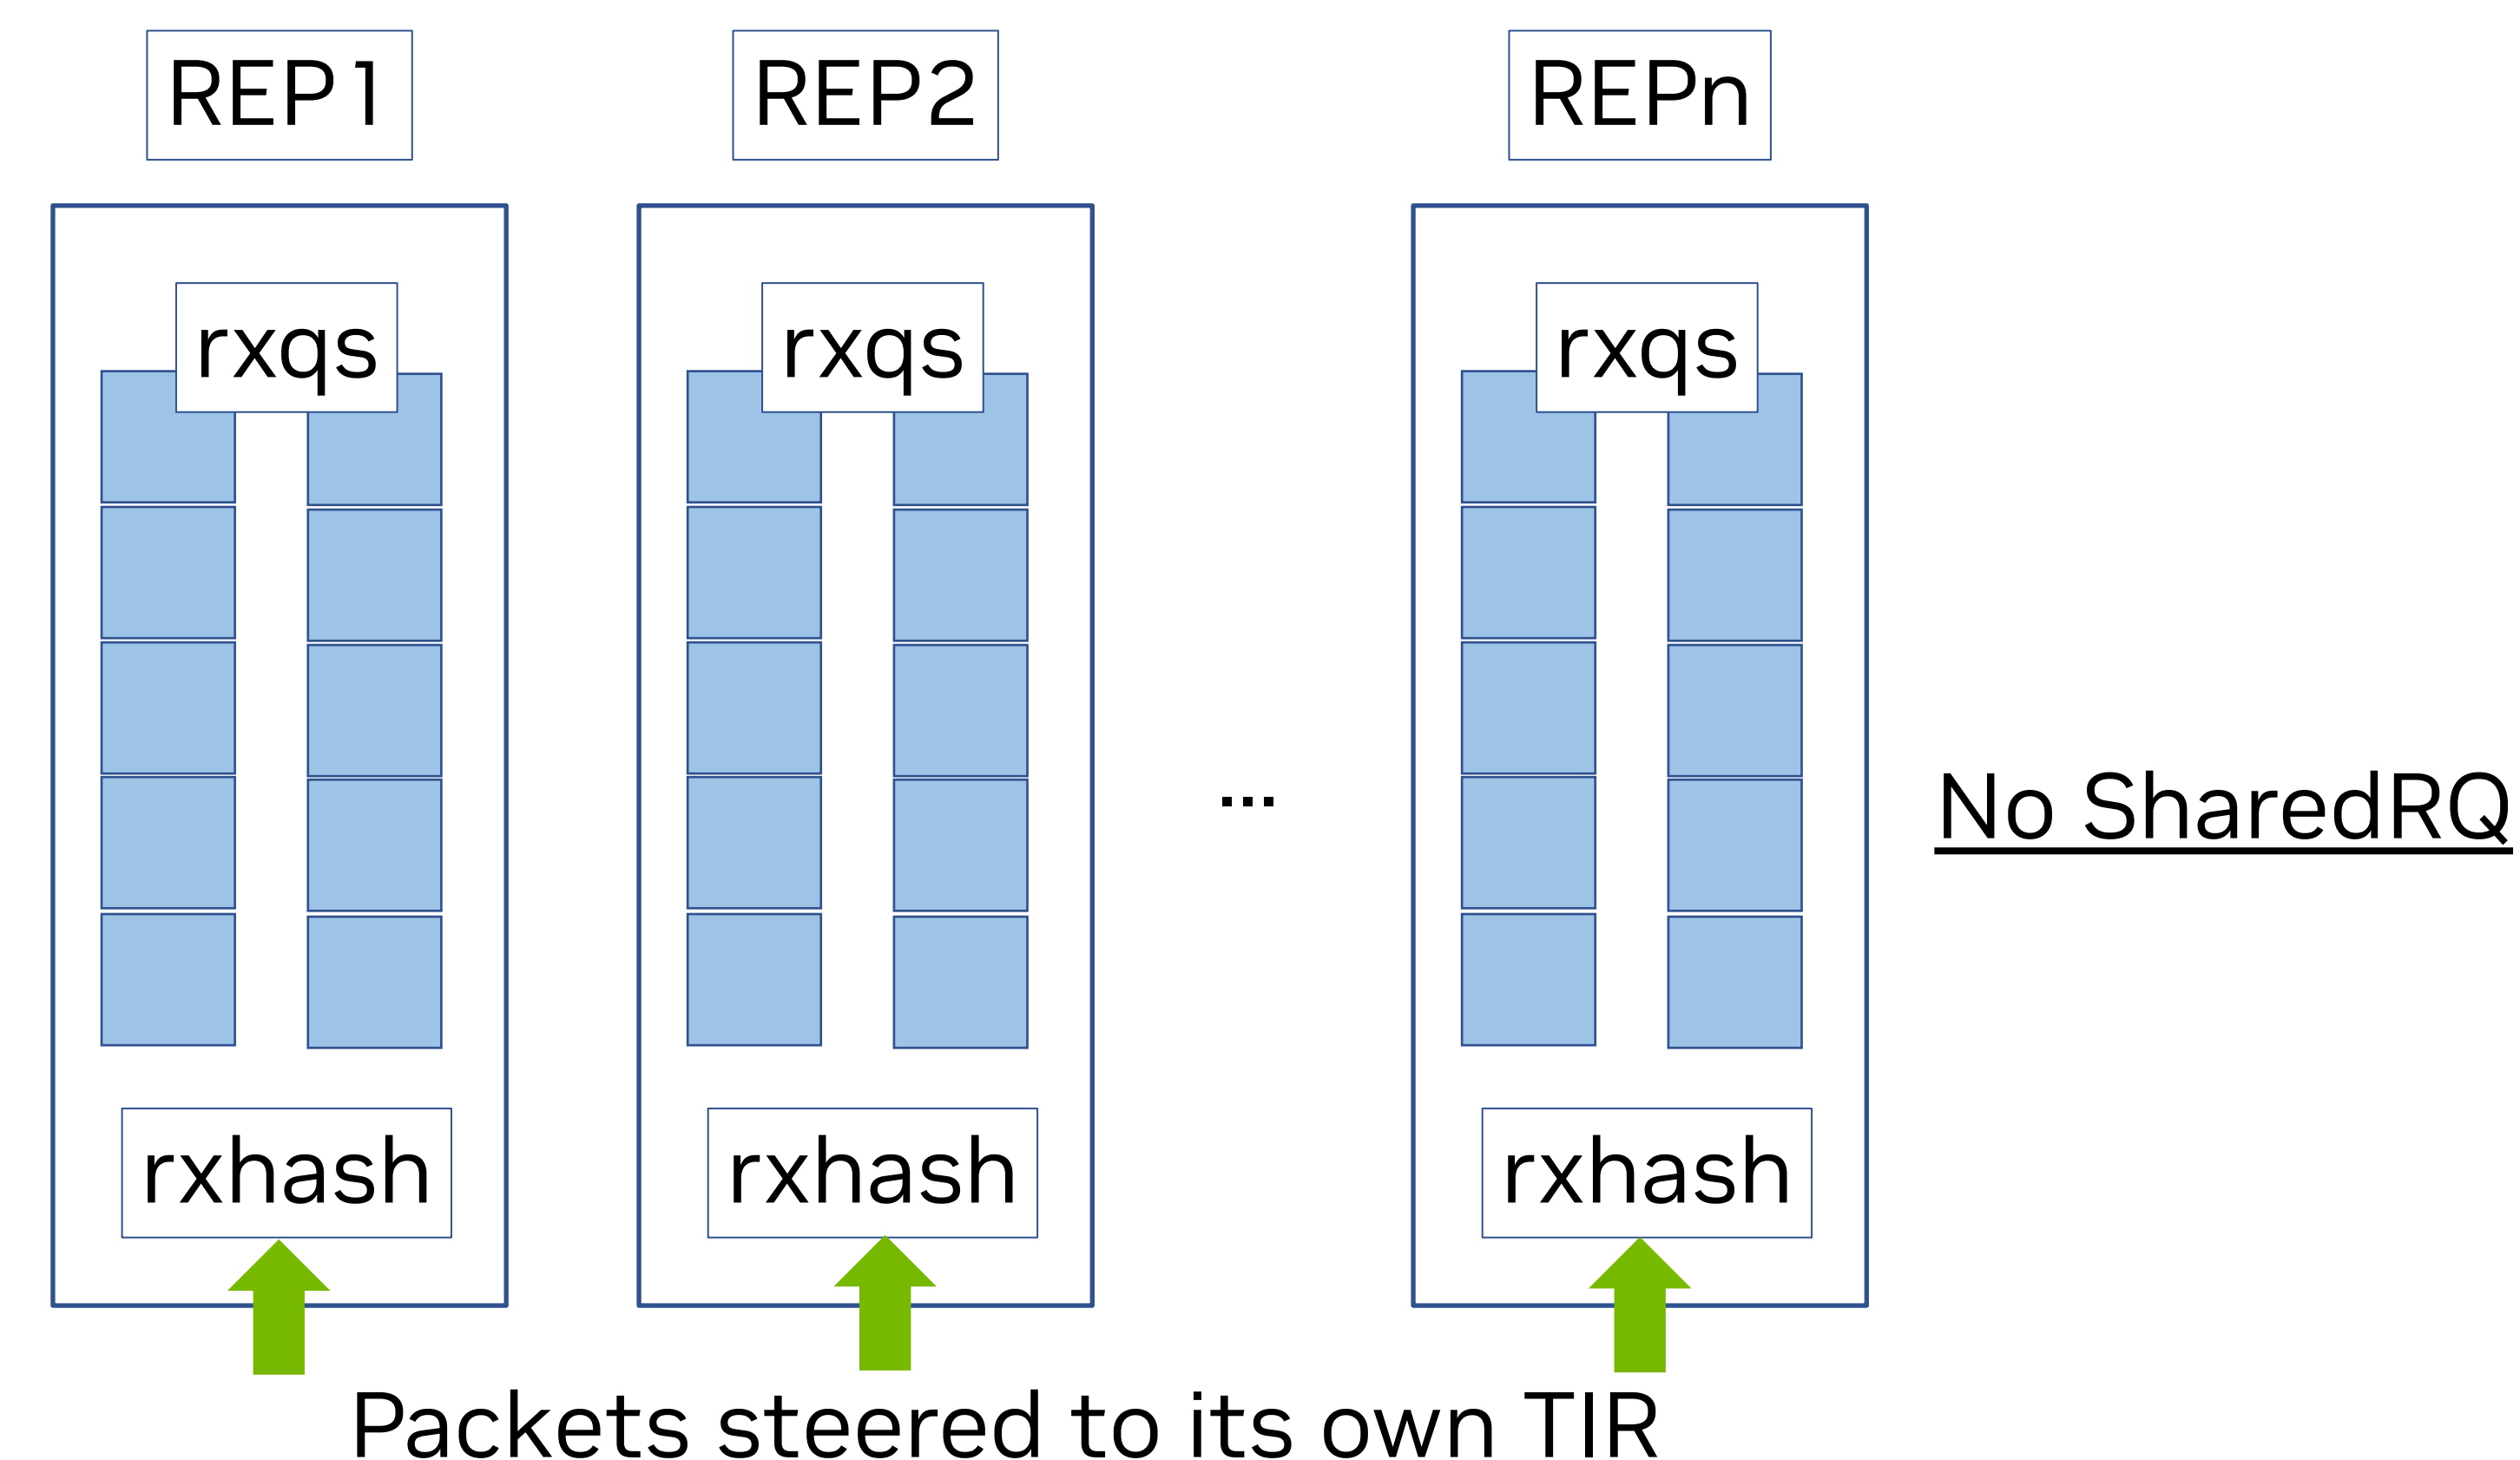 REP1
REP2
REPn
rxqs
rxqs
rxqs
...
No SharedRQ
rxhash
rxhash
rxhash
Packets steered to its own TIR